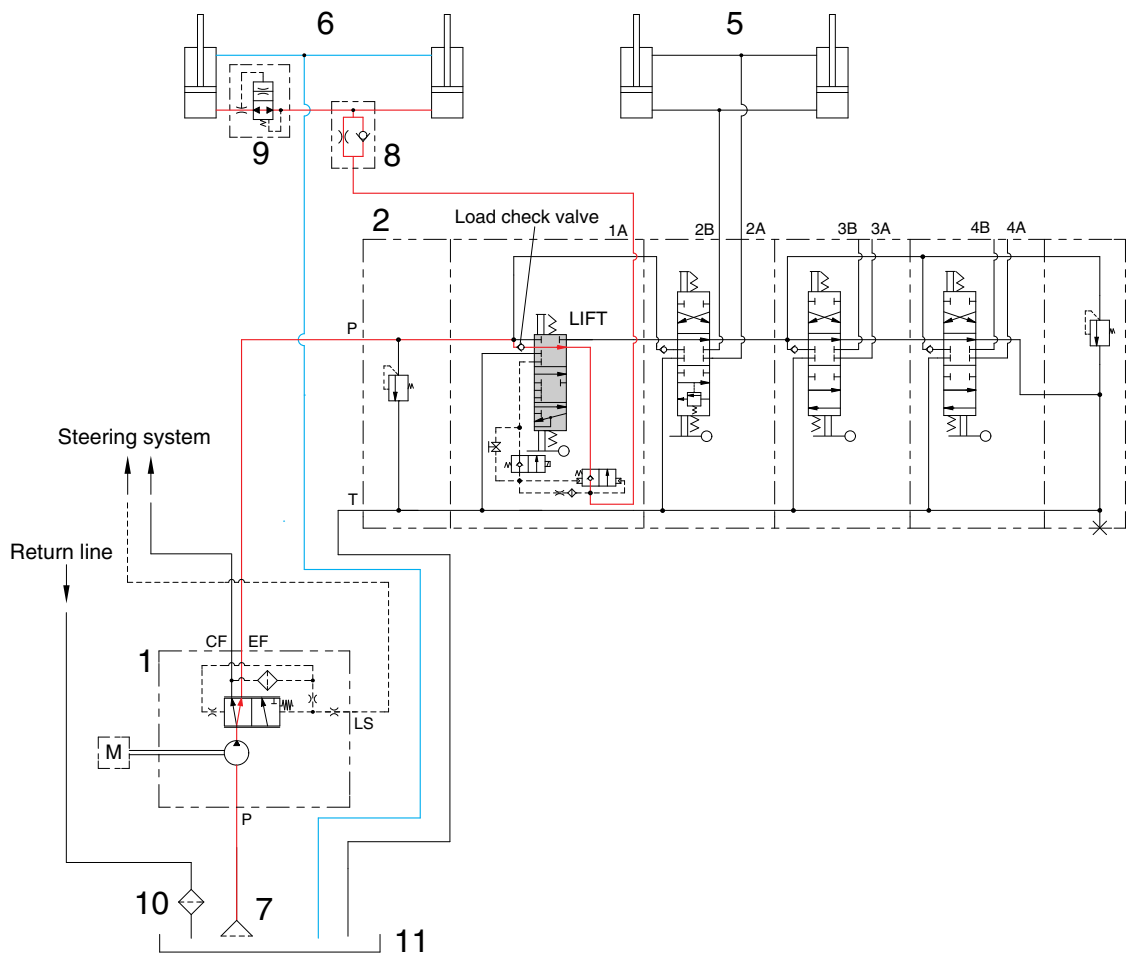 6
5
9
8
2
Load check valve
1A
2B
2A
3B
3A
4B
4A
LIFT
P
Steering system
T
Return line
CF
EF
1
LS
M
P
10
7
11